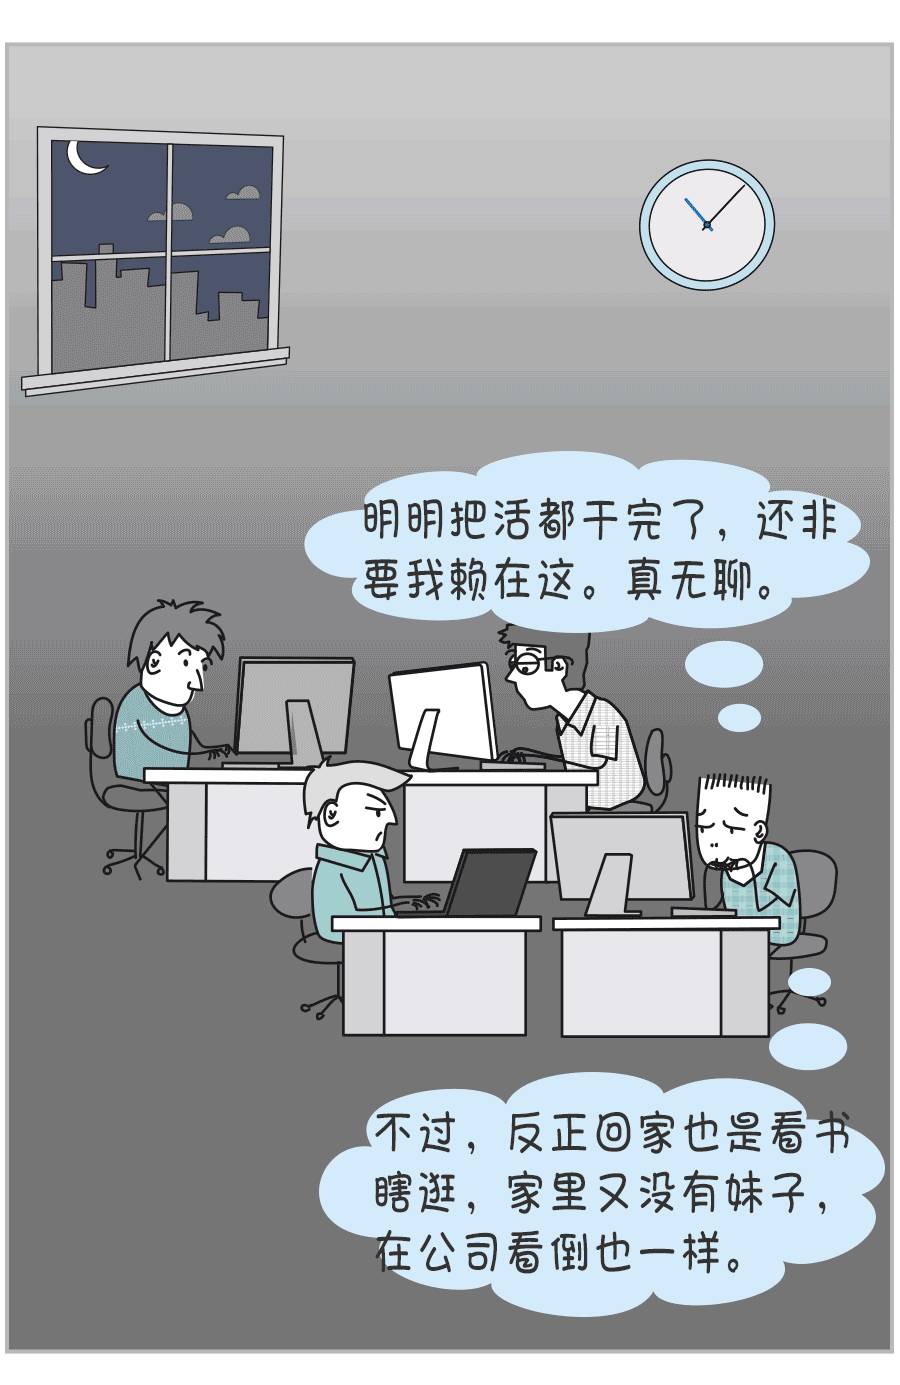 明明把活都干完了，还非
要我赖在这。真无聊。
不过，反正回家也是看书
瞎逛，家里又没有妹子，
在公司看倒也一样。